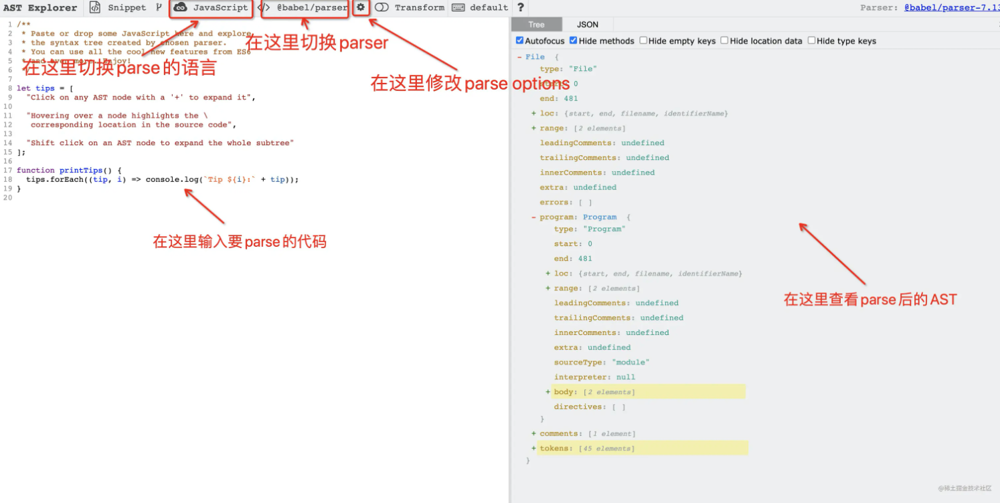 AST Explorer Snippet JavaScript </> @babel/parser Transform default ? Parser: @babel/parser-7.13
Tree JSON
Autofocus Hide methods Hide empty keys Hide location data Hide type keys
1 /**
2 * Paste or drop some JavaScript here and explore
3 * the syntax tree created by chosen parser.
4 * You can use all the cool new features from ES6
5 * and even more. Enjoy!
6 *
7
8 let tips = [
9 "Click on any AST node with a '+' to expand it",
10
11 "Hovering over a node highlights the \
12 corresponding location in the source code",
13
14 "Shift click on an AST node to expand the whole subtree"
15 ];
16
17 function printTips() {
18 tips.forEach((tip, i) => console.log(`Tip ${i}:` + tip));
19 }
20
在这里切换parser
在这里切换parse的语言
在这里修改parse options
在这里输入要parse的代码
- File {
type: "File"
start: 0
end: 481
+ loc: {start, end, filename, identifierName}
+ range: [2 elements]
leadingComments: undefined
trailingComments: undefined
innerComments: undefined
extra: undefined
errors: [ ]
- program: Program {
type: "Program"
start: 0
end: 481
+ loc: {start, end, filename, identifierName}
+ range: [2 elements]
leadingComments: undefined
trailingComments: undefined
innerComments: undefined
extra: undefined
sourceType: "module"
interpreter: null
+ body: [2 elements]
directives: [ ]
}
+ comments: [1 element]
+ tokens: [45 elements]
}
在这里查看parse后的AST
@稀土掘金技术社区